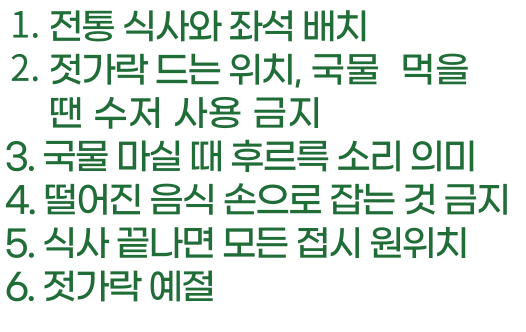 1. 전통 식사와 좌석 배치
2. 젓가락 드는 위치, 국물 먹을
땐 수저 사용 금지
3. 국물 마실 때 후르륵 소리 의미
4. 떨어진 음식 손으로 잡는 것 금지
5. 식사 끝나면 모든 접시 원위치
6. 젓가락 예절